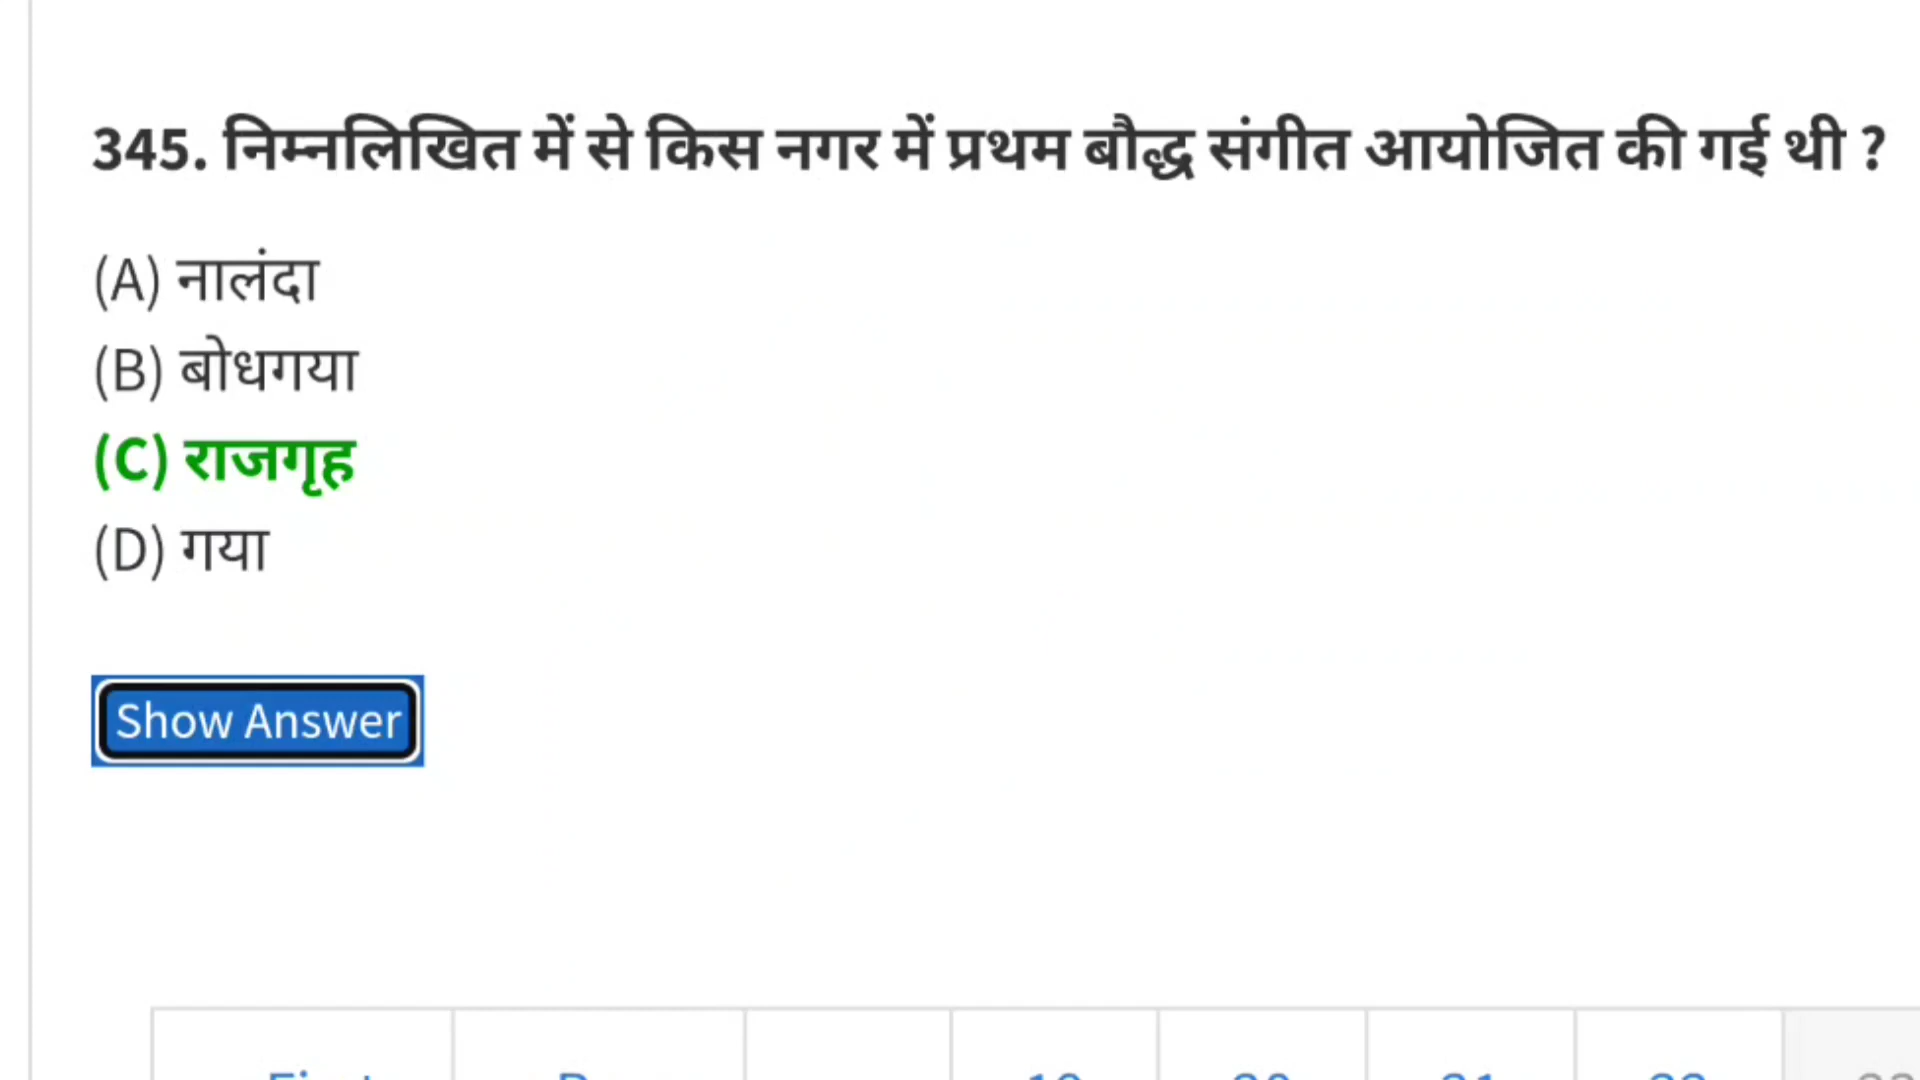 345. निम्नलिखित में से किस नगर में प्रथम बौद्ध संगीत आयोजित की गई थी ?
(A) नालंदा
(B) बोधगया
(C) राजगृह
(D) गया
Show Answer